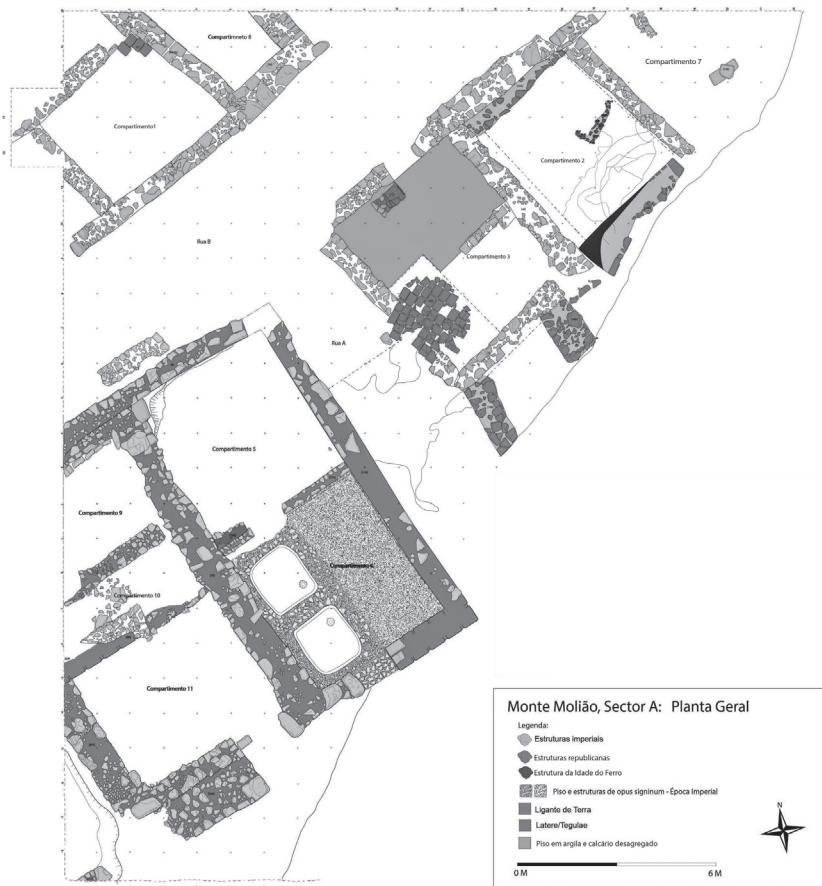 Compartimneto 8
Compartimento 7
Compartimento1
Compartimento 2
Rua B
Compartimento 3
Rua A
Compartimento 5
Compartimento 9
Compartimento 6
Compartimento 10
Compartimento 11
Monte Molião, Sector A: Planta Geral
Legenda:
Estruturas imperiais
Estruturas republicanas
Estrutura da Idade do Ferro
Piso e estruturas de opus signinum - Época Imperial
Ligante de Terra
Latere/Tegulae
Piso em argila e calcário desagregado
N
0 M 6 M